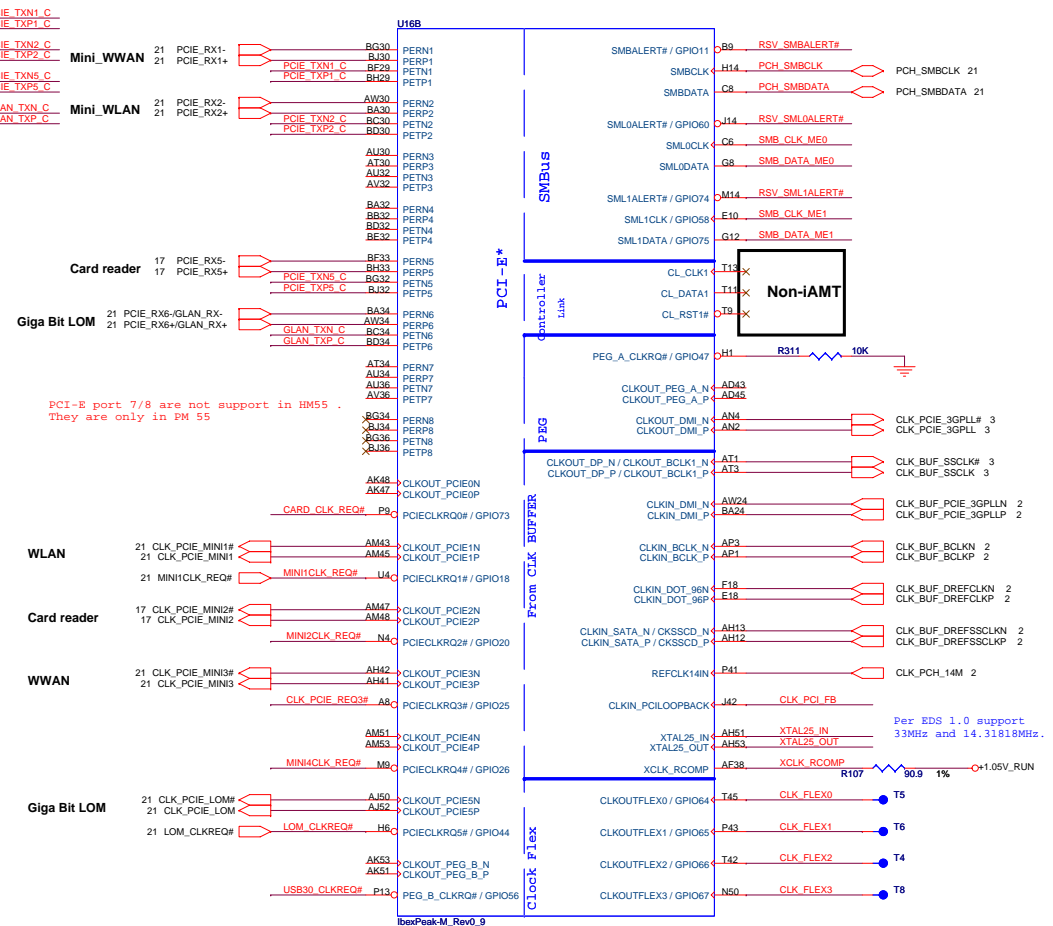 U16B
IE_TXN1_C
IE_TXP1_C
IE_TXN2_C
IE_TXP2_C
IE_TXN5_C
IE_TXP5_C
AN_TXN_C
AN_TXP_C
Mini_WWAN 21 PCIE_RX1- BG30 PERN1
21 PCIE_RX1+ BJ30 PERP1
PCIE_TXN1_C BF29 PETN1
PCIE_TXP1_C BH29 PETP1
Mini_WLAN 21 PCIE_RX2- AW30 PERN2
21 PCIE_RX2+ BA30 PERP2
PCIE_TXN2_C BC30 PETN2
PCIE_TXP2_C BD30 PETP2
AU30 PERN3
AT30 PERP3
AU32 PETN3
AV32 PETP3
BA32 PERN4
BB32 PERP4
BD32 PETN4
BE32 PETP4
Card reader 17 PCIE_RX5- BF33 PERN5
17 PCIE_RX5+ BH33 PERP5
PCIE_TXN5_C BG32 PETN5
PCIE_TXP5_C BJ32 PETP5
Giga Bit LOM 21 PCIE_RX6-/GLAN_RX- BA34 PERN6
21 PCIE_RX6+/GLAN_RX+ AW34 PERP6
GLAN_TXN_C BC34 PETN6
GLAN_TXP_C BD34 PETP6
AT34 PERN7
AU34 PERP7
AU36 PETN7
AV36 PETP7
PCI-E port 7/8 are not support in HM55 .
They are only in PM 55
BG34 PERN8
BJ34 PERP8
BG36 PETN8
BJ36 PETP8
AK48 CLKOUT_PCIE0N
AK47 CLKOUT_PCIE0P
CARD_CLK_REQ# P9 PCIECLKRQ0# / GPIO73
WLAN 21 CLK_PCIE_MINI1# AM43 CLKOUT_PCIE1N
21 CLK_PCIE_MINI1 AM45 CLKOUT_PCIE1P
21 MINI1CLK_REQ# MINI1CLK_REQ# U4 PCIECLKRQ1# / GPIO18
Card reader 17 CLK_PCIE_MINI2# AM47 CLKOUT_PCIE2N
17 CLK_PCIE_MINI2 AM48 CLKOUT_PCIE2P
MINI2CLK_REQ# N4 PCIECLKRQ2# / GPIO20
WWAN 21 CLK_PCIE_MINI3# AH42 CLKOUT_PCIE3N
21 CLK_PCIE_MINI3 AH41 CLKOUT_PCIE3P
CLK_PCIE_REQ3# A8 PCIECLKRQ3# / GPIO25
AM51 CLKOUT_PCIE4N
AM53 CLKOUT_PCIE4P
MINI4CLK_REQ# M9 PCIECLKRQ4# / GPIO26
Giga Bit LOM 21 CLK_PCIE_LOM# AJ50 CLKOUT_PCIE5N
21 CLK_PCIE_LOM AJ52 CLKOUT_PCIE5P
21 LOM_CLKREQ# LOM_CLKREQ# H6 PCIECLKRQ5# / GPIO44
AK53 CLKOUT_PEG_B_N
AK51 CLKOUT_PEG_B_P
USB30_CLKREQ# P13 PEG_B_CLKRQ# / GPIO56
PCI-E*
SMBus
Controller
Link
PEG
From CLK BUFFER
Clock Flex
SMBALERT# / GPIO11 B9 RSV_SMBALERT#
SMBCLK H14 PCH_SMBCLK PCH_SMBCLK 21
SMBDATA C8 PCH_SMBDATA PCH_SMBDATA 21
SML0ALERT# / GPIO60 J14 RSV_SML0ALERT#
SML0CLK C6 SMB_CLK_ME0
SML0DATA G8 SMB_DATA_ME0
SML1ALERT# / GPIO74 M14 RSV_SML1ALERT#
SML1CLK / GPIO58 E10 SMB_CLK_ME1
SML1DATA / GPIO75 G12 SMB_DATA_ME1
CL_CLK1 T13
CL_DATA1 T11 Non-iAMT
CL_RST1# T9
PEG_A_CLKRQ# / GPIO47 H1 R311 10K
CLKOUT_PEG_A_N AD43
CLKOUT_PEG_A_P AD45
CLKOUT_DMI_N AN4 CLK_PCIE_3GPLL# 3
CLKOUT_DMI_P AN2 CLK_PCIE_3GPLL 3
CLKOUT_DP_N / CLKOUT_BCLK1_N AT1 CLK_BUF_SSCLK# 3
CLKOUT_DP_P / CLKOUT_BCLK1_P AT3 CLK_BUF_SSCLK 3
CLKIN_DMI_N AW24 CLK_BUF_PCIE_3GPLLN 2
CLKIN_DMI_P BA24 CLK_BUF_PCIE_3GPLLP 2
CLKIN_BCLK_N AP3 CLK_BUF_BCLKN 2
CLKIN_BCLK_P AP1 CLK_BUF_BCLKP 2
CLKIN_DOT_96N F18 CLK_BUF_DREFCLKN 2
CLKIN_DOT_96P E18 CLK_BUF_DREFCLKP 2
CLKIN_SATA_N / CKSSCD_N AH13 CLK_BUF_DREFSSCLKN 2
CLKIN_SATA_P / CKSSCD_P AH12 CLK_BUF_DREFSSCLKP 2
REFCLK14IN P41 CLK_PCH_14M 2
CLKIN_PCILOOPBACK J42 CLK_PCI_FB
Per EDS 1.0 support
33MHz and 14.31818MHz.
XTAL25_IN AH51 XTAL25_IN
XTAL25_OUT AH53 XTAL25_OUT
XCLK_RCOMP AF38 XCLK_RCOMP R107 90.9 1% +1.05V_RUN
CLKOUTFLEX0 / GPIO64 T45 CLK_FLEX0 T5
CLKOUTFLEX1 / GPIO65 P43 CLK_FLEX1 T6
CLKOUTFLEX2 / GPIO66 T42 CLK_FLEX2 T4
CLKOUTFLEX3 / GPIO67 N50 CLK_FLEX3 T8
IbexPeak-M_Rev0_9